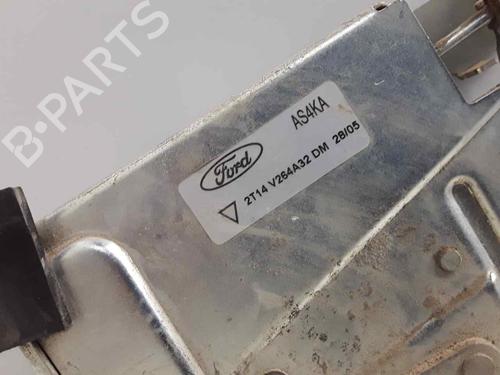 B-PARTS
AS4KA
Ford
2T14 V264A32 DM 28/05